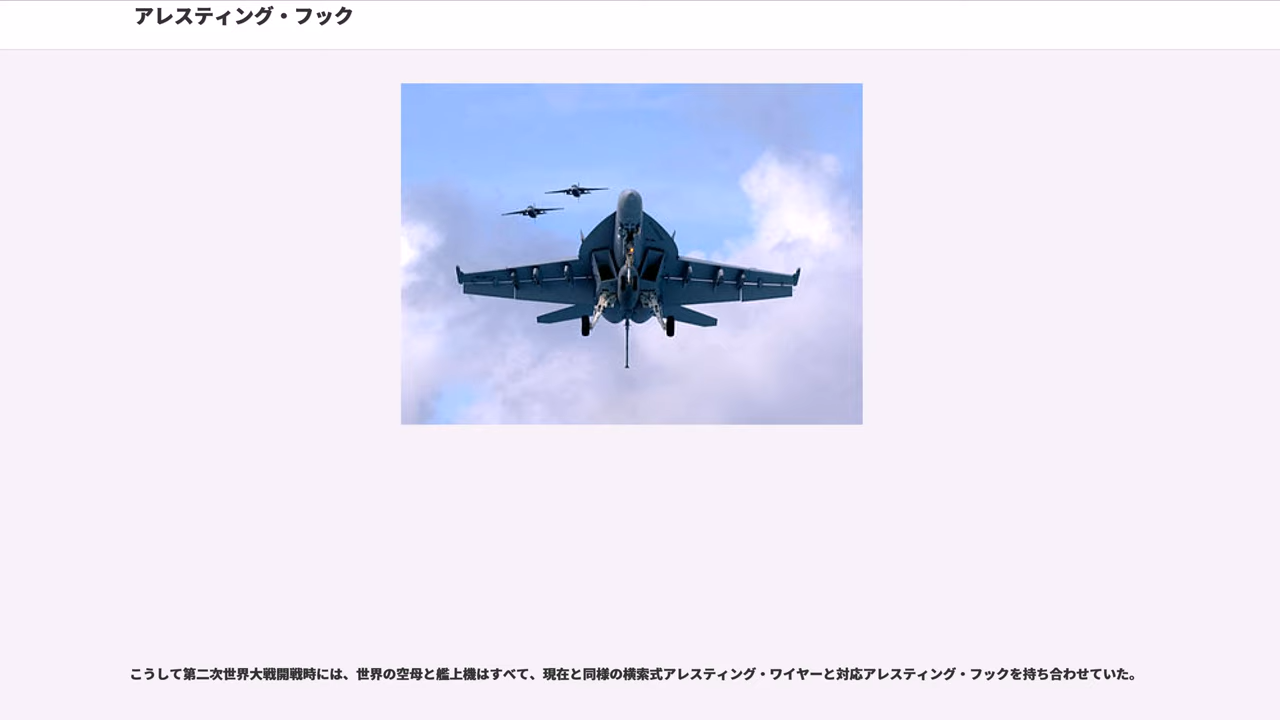 アレスティング・フック
こうして第二次世界大戦開戦時には、世界の空母と艦上機はすべて、現在と同様の横索式アレスティング・ワイヤーと対応アレスティング・フックを持ち合わせていた。